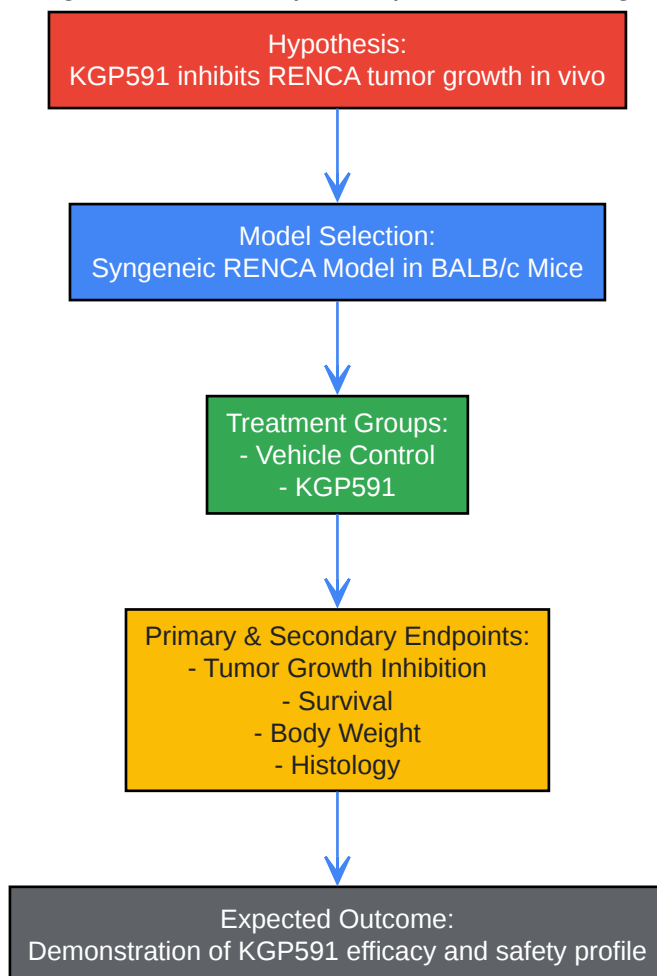 Hypothesis:
KGP591 inhibits RENCA tumor growth in vivo
Model Selection:
Syngeneic RENCA Model in BALB/c Mice
Treatment Groups:
- Vehicle Control
- KGP591
Primary & Secondary Endpoints:
- Tumor Growth Inhibition
- Survival
- Body Weight
- Histology
Expected Outcome:
Demonstration of KGP591 efficacy and safety profile